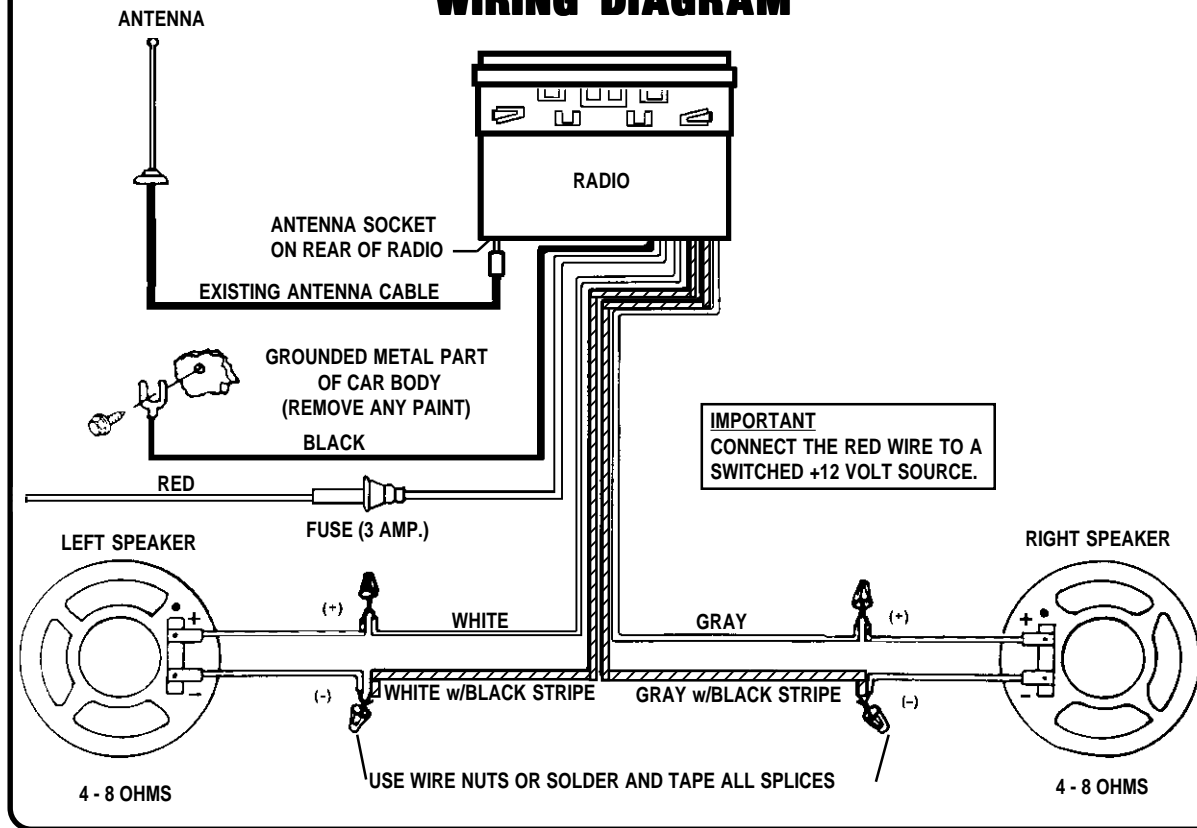 WIRING DIAGRAM
ANTENNA
RADIO
ANTENNA SOCKET
ON REAR OF RADIO
EXISTING ANTENNA CABLE
GROUNDED METAL PART
OF CAR BODY
(REMOVE ANY PAINT)
BLACK
IMPORTANT
CONNECT THE RED WIRE TO A
SWITCHED +12 VOLT SOURCE.
RED
FUSE (3 AMP.)
LEFT SPEAKER
RIGHT SPEAKER
+
(+)
WHITE
GRAY
(+)
+
–
(-)
WHITE w/BLACK STRIPE
GRAY w/BLACK STRIPE
(–)
–
USE WIRE NUTS OR SOLDER AND TAPE ALL SPLICES
4 - 8 OHMS
4 - 8 OHMS